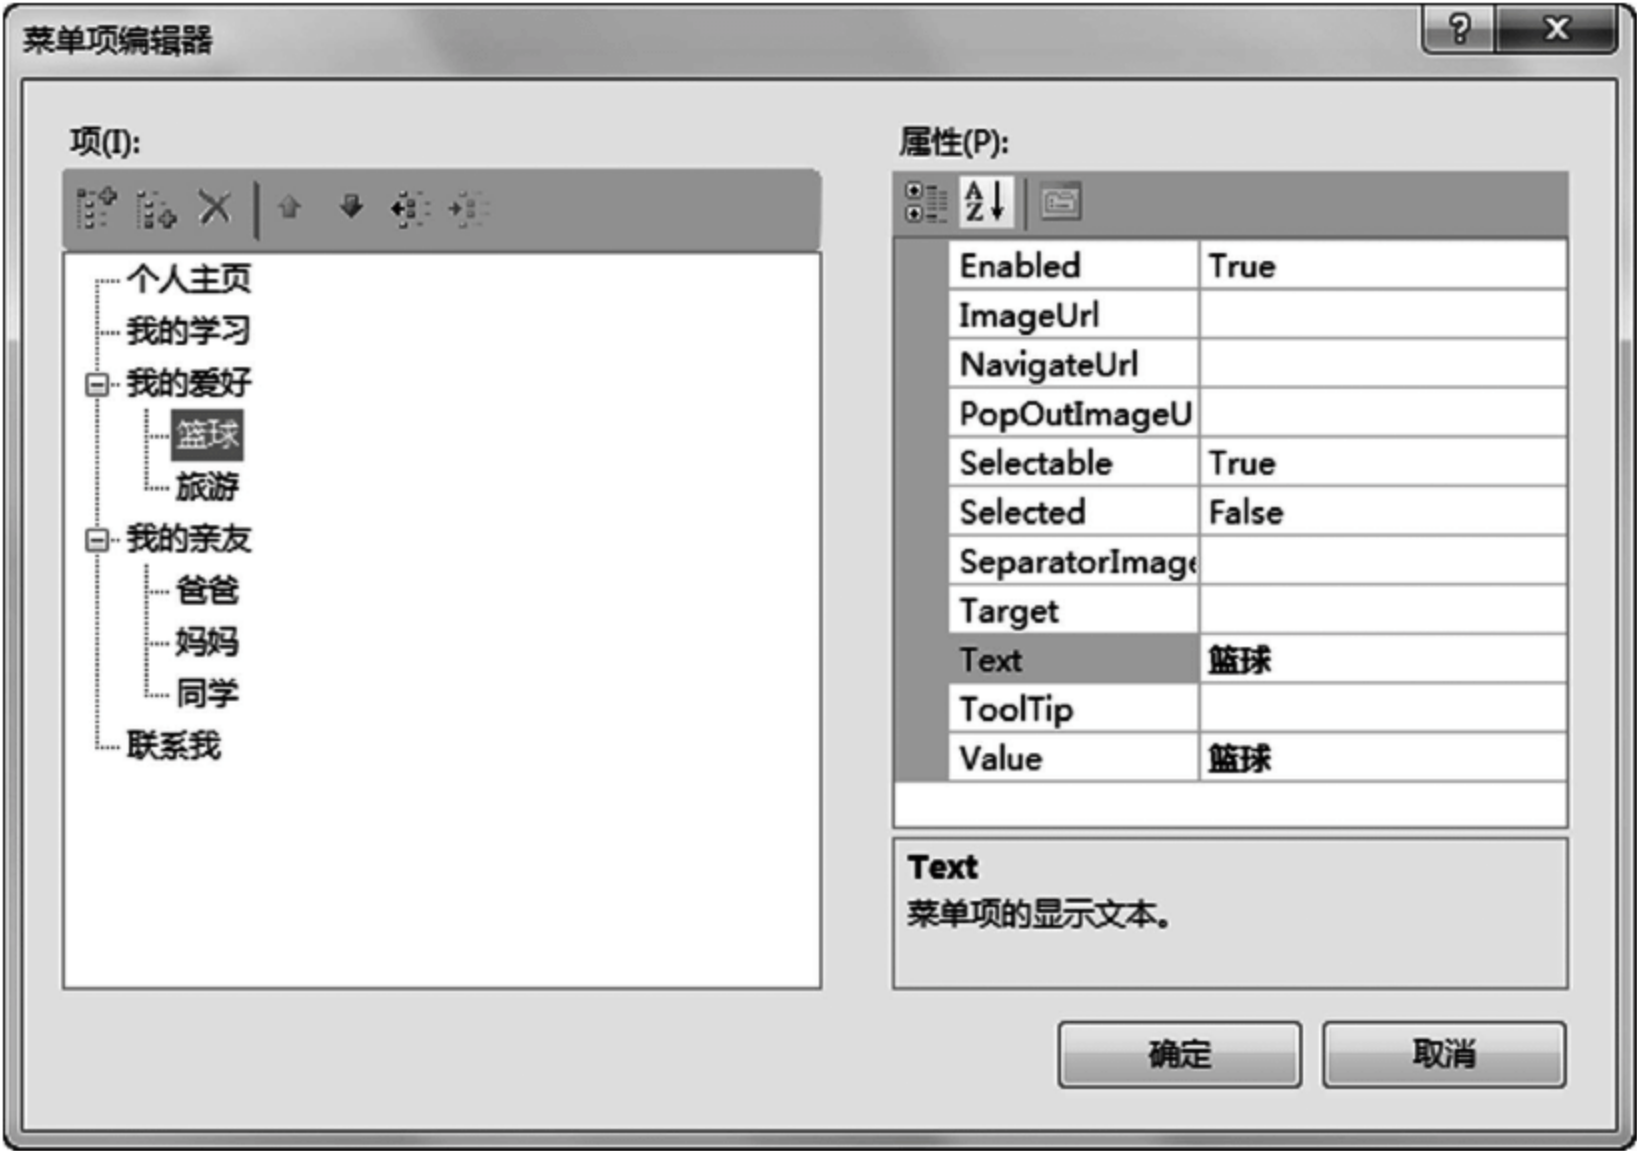 菜单项编辑器
项(I):
个人主页
我的学习
我的爱好
篮球
旅游
我的亲友
爸爸
妈妈
同学
联系我
属性(P):
Enabled True
ImageUrl
NavigateUrl
PopOutImageU
Selectable True
Selected False
SeparatorImage
Target
Text 篮球
ToolTip
Value 篮球
Text
菜单项的显示文本。
确定 取消